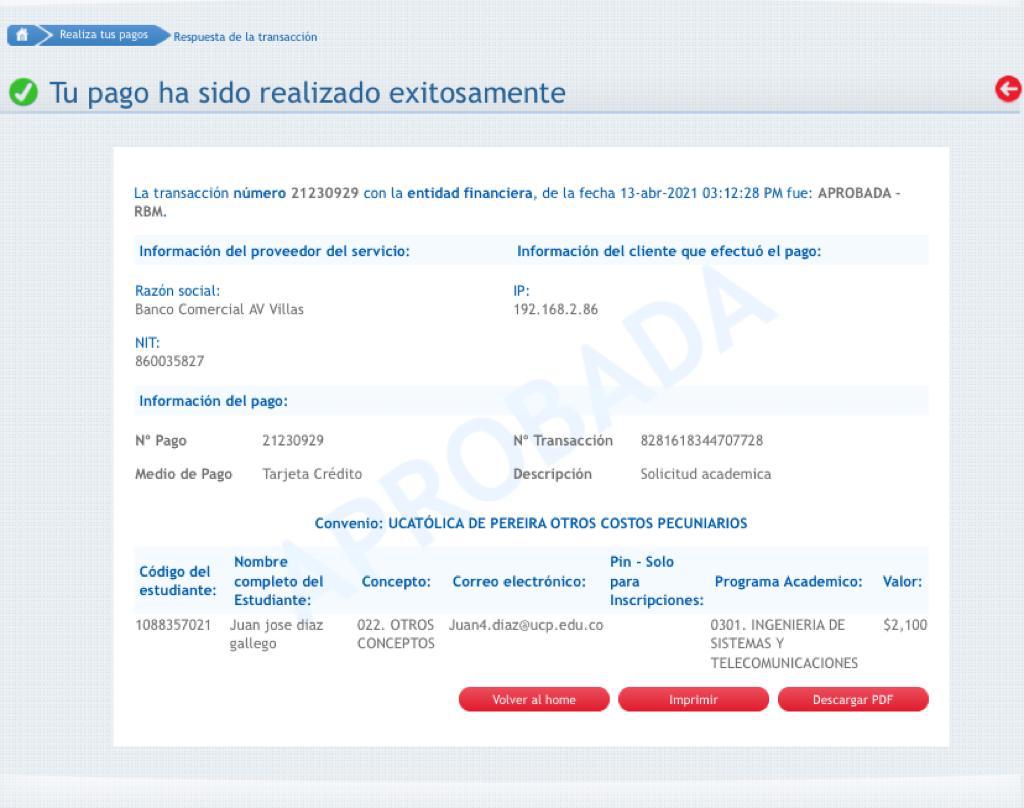 Realiza tus pagos Respuesta de la transacción
Tu pago ha sido realizado exitosamente
La transacción número 21230929 con la entidad financiera, de la fecha 13-abr-2021 03:12:28 PM fue: APROBADA -
RBM.
Información del proveedor del servicio: Información del cliente que efectuó el pago:
Razón social: IP:
Banco Comercial AV Villas 192.168.2.86
NIT:
860035827
Información del pago:
Nº Pago 21230929 Nº Transacción 8281618344707728
Medio de Pago Tarjeta Crédito Descripción Solicitud academica
APROBADA
Convenio: UCATÓLICA DE PEREIRA OTROS COSTOS PECUNIARIOS
Código del estudiante: Nombre completo del Estudiante: Concepto: Correo electrónico: Pin - Solo para Inscripciones: Programa Academico: Valor:
1088357021 Juan jose diaz 022. OTROS Juan4.diaz@ucp.edu.co 0301. INGENIERIA DE $2,100
gallego CONCEPTOS SISTEMAS Y
TELECOMUNICACIONES
Volver al home Imprimir Descargar PDF